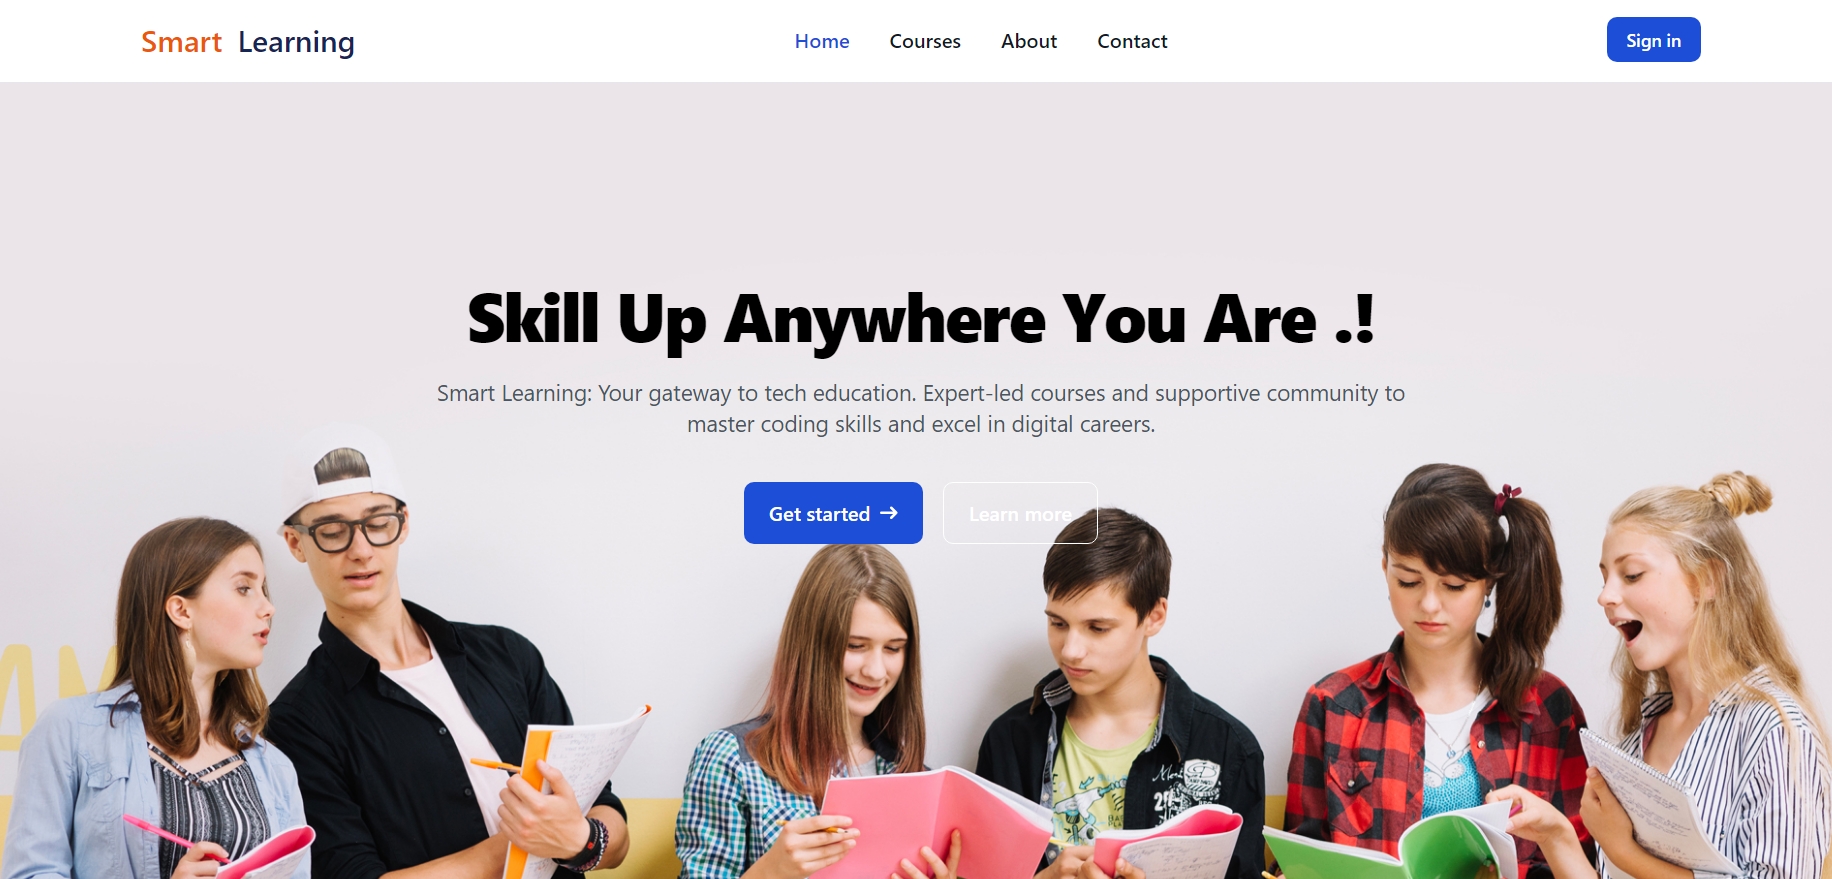 Smart Learning
Home Courses About Contact
Sign in
Skill Up Anywhere You Are .!
Smart Learning: Your gateway to tech education. Expert-led courses and supportive community to
master coding skills and excel in digital careers.
Get started →
Learn more